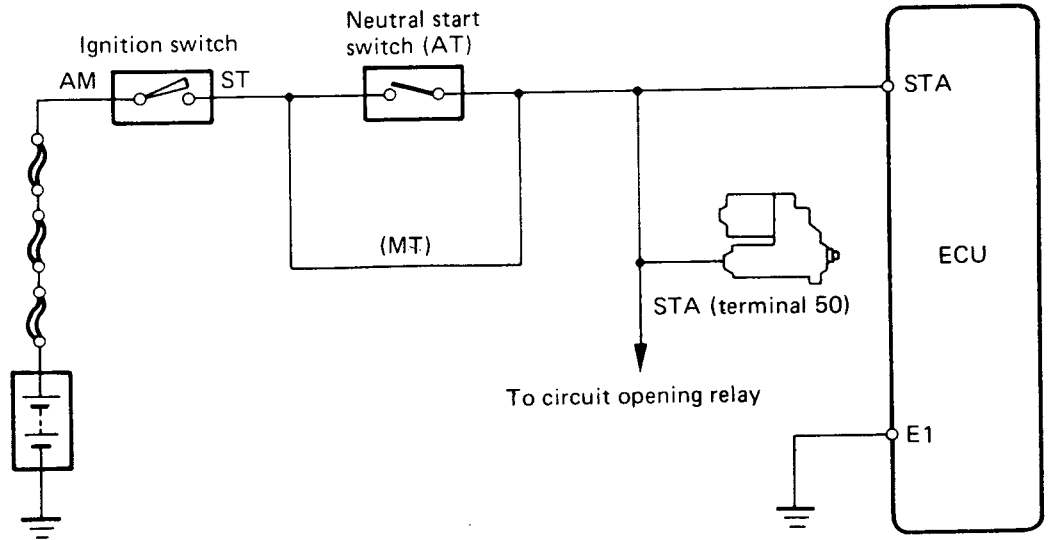 Neutral start
switch (AT)
Ignition switch
AM
ST
STA
(MT)
ECU
STA (terminal 50)
To circuit opening relay
E1